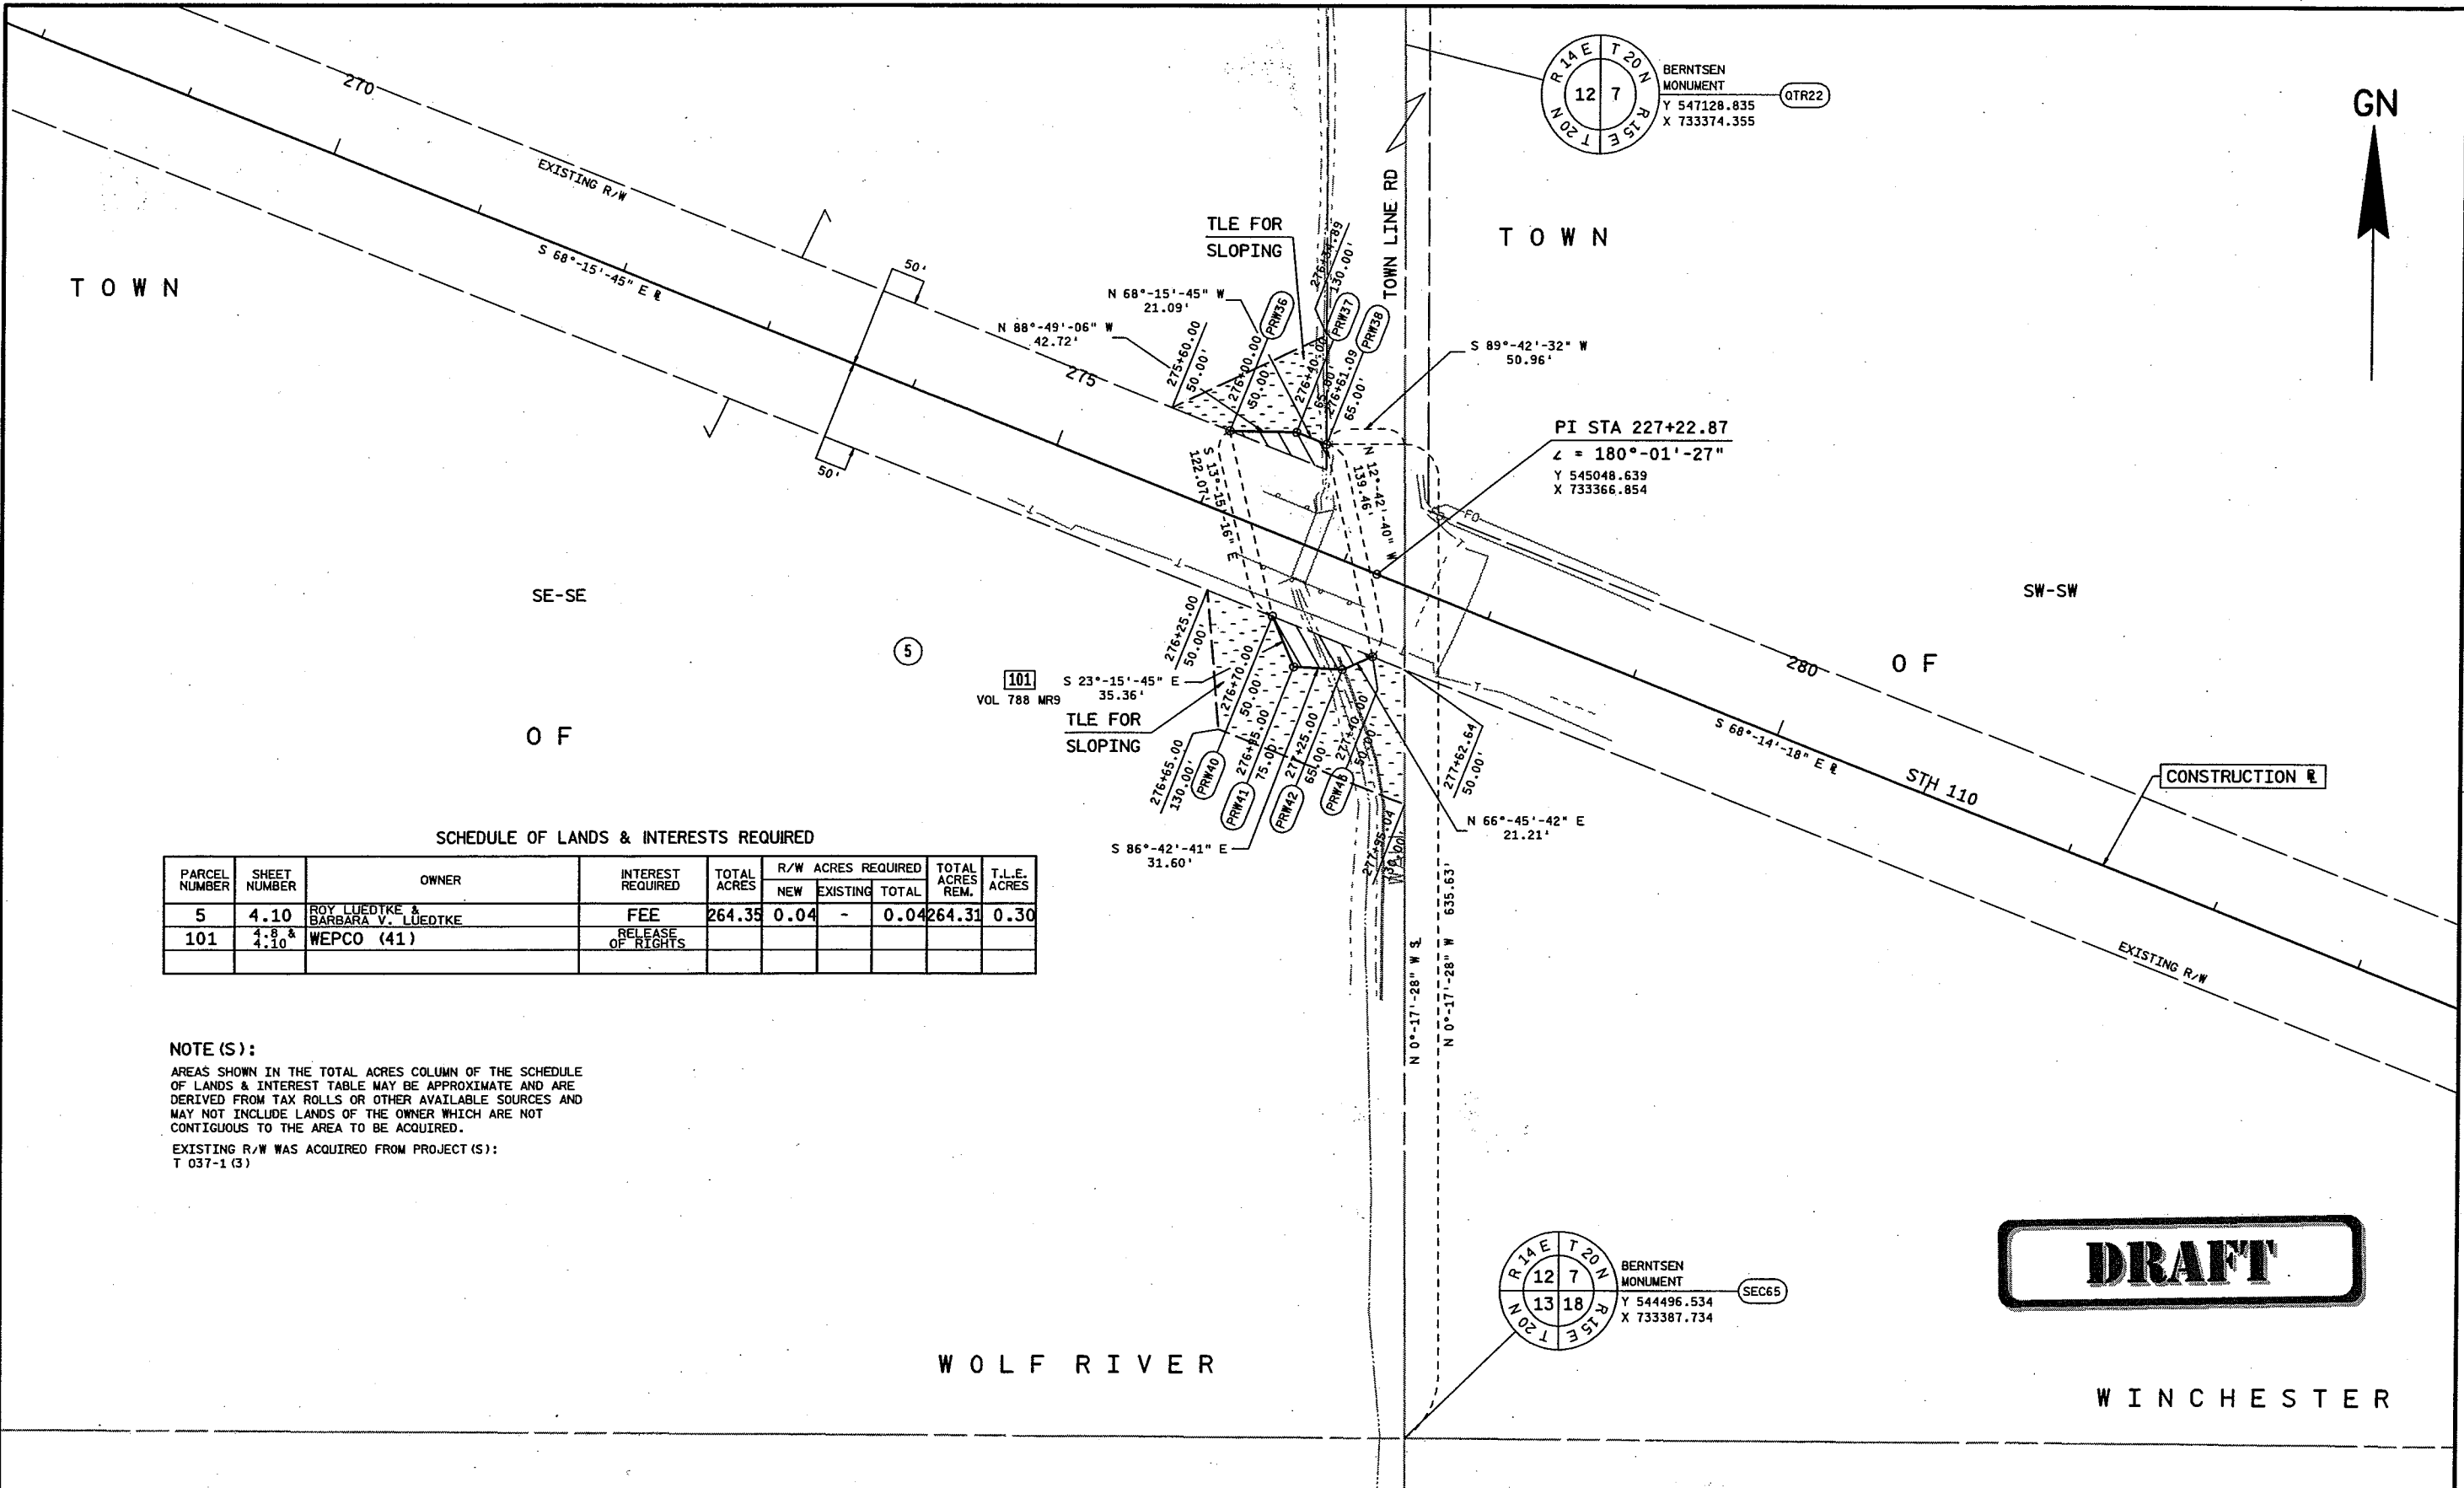 270
EXISTING R/W
S 68°-15'-45" E ℞
50'
50'
275
TOWN
TLE FOR
SLOPING
N 68°-15'-45" W
21.09'
N 88°-49'-06" W
42.72'
275+60.00
50.00'
276+00.00
50.00'
PRW36
130.00'
PRW37
276+61.09
65.00'
PRW38
TOWN LINE RD
R 14 E
T 20 N
12
7
T 20 N
R 15 E
BERNTSEN
MONUMENT
Y 547128.835
X 733374.355
QTR22
GN
TOWN
S 89°-42'-32" W
50.96'
PI STA 227+22.87
∠ = 180°-01'-27"
Y 545048.639
X 733366.854
S 13°-15'-16" E
122.07'
N 12°-42'-40" W
139.46'
FO
T
T
SE-SE
5
101
VOL 788 MR9
276+25.00
50.00'
S 23°-15'-45" E
35.36'
TLE FOR
SLOPING
276+65.00
130.00'
276+70.00
50.00'
PRW40
75.00'
PRW41
277+25.00
65.00'
PRW42
277+40.00'
50.00'
277+62.64
50.00'
S 86°-42'-41" E
31.60'
N 66°-45'-42" E
21.21'
SW-SW
280
OF
OF
S 68°-14'-18" E ℞
STH 110
CONSTRUCTION ℞
EXISTING R/W
N 0°-17'-28" W
N 0°-17'-28" W 635.63'
SCHEDULE OF LANDS & INTERESTS REQUIRED
PARCEL NUMBER SHEET NUMBER OWNER INTEREST REQUIRED TOTAL ACRES R/W ACRES REQUIRED TOTAL ACRES REM. T.L.E. ACRES
NEW EXISTING TOTAL
5 4.10 ROY LUEDTKE & BARBARA V. LUEDTKE FEE 264.35 0.04 - 0.04 264.31 0.30
101 4.8 & 4.10 WEPCO (41) RELEASE OF RIGHTS
NOTE(S):
AREAS SHOWN IN THE TOTAL ACRES COLUMN OF THE SCHEDULE
OF LANDS & INTEREST TABLE MAY BE APPROXIMATE AND ARE
DERIVED FROM TAX ROLLS OR OTHER AVAILABLE SOURCES AND
MAY NOT INCLUDE LANDS OF THE OWNER WHICH ARE NOT
CONTIGUOUS TO THE AREA TO BE ACQUIRED.
EXISTING R/W WAS ACQUIRED FROM PROJECT(S):
T 037-1(3)
R 14 E
T 20 N
12
7
13
18
T 20 N
R 15 E
BERNTSEN
MONUMENT
Y 544496.534
X 733387.734
SEC65
DRAFT
WOLF RIVER
WINCHESTER